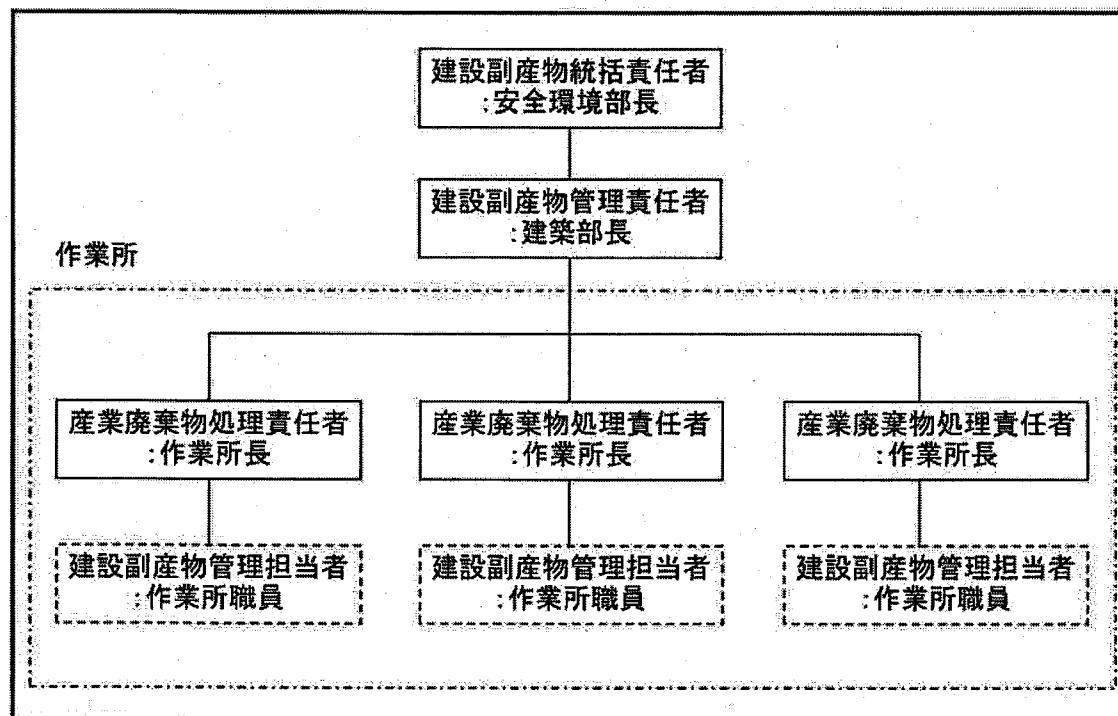 建設副産物統括責任者
:安全環境部長
建設副産物管理責任者
:建築部長
作業所
産業廃棄物処理責任者
:作業所長
産業廃棄物処理責任者
:作業所長
産業廃棄物処理責任者
:作業所長
建設副産物管理担当者
:作業所職員
建設副産物管理担当者
:作業所職員
建設副産物管理担当者
:作業所職員